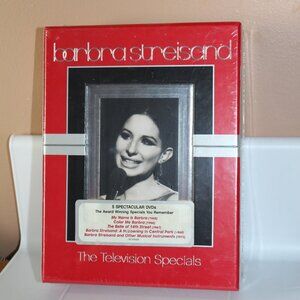 barbra streisand
5 SPECTACULAR DVDs
The Award Winning Specials You Remember
My Name is Barbra (1965)
Color Me Barbra (1966)
The Belle of 14th Street (1967)
Barbra Streisand: A Happening in Central Park (1968)
Barbra Streisand and Other Musical Instruments (1973)
The Television Specials